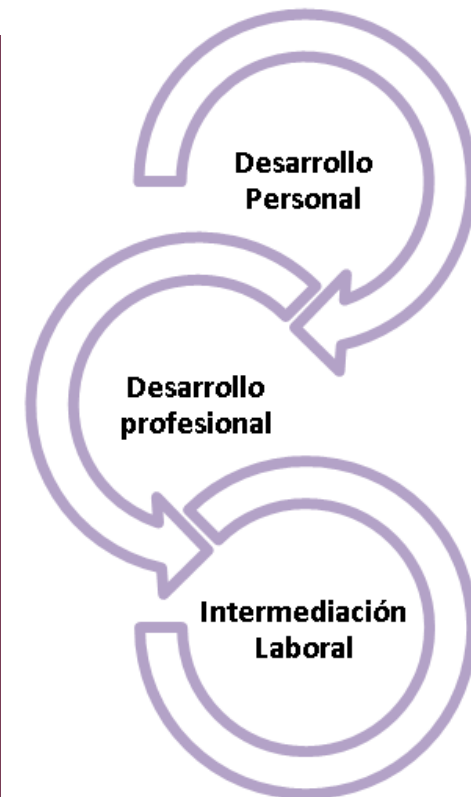 Desarrollo
Personal
Desarrollo
profesional
Intermediación
Laboral